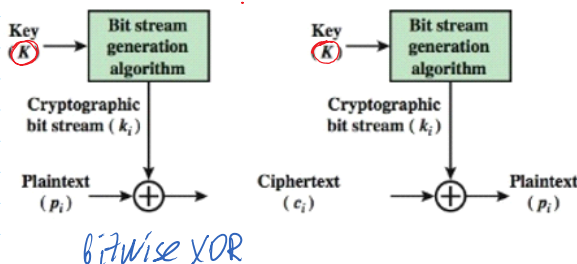 Key
(K)
Bit stream
generation
algorithm
Cryptographic
bit stream ( kᵢ )
Plaintext
( pᵢ )
bitwise XOR
Key
(K)
Bit stream
generation
algorithm
Cryptographic
bit stream ( kᵢ )
Ciphertext
( cᵢ )
Plaintext
( pᵢ )